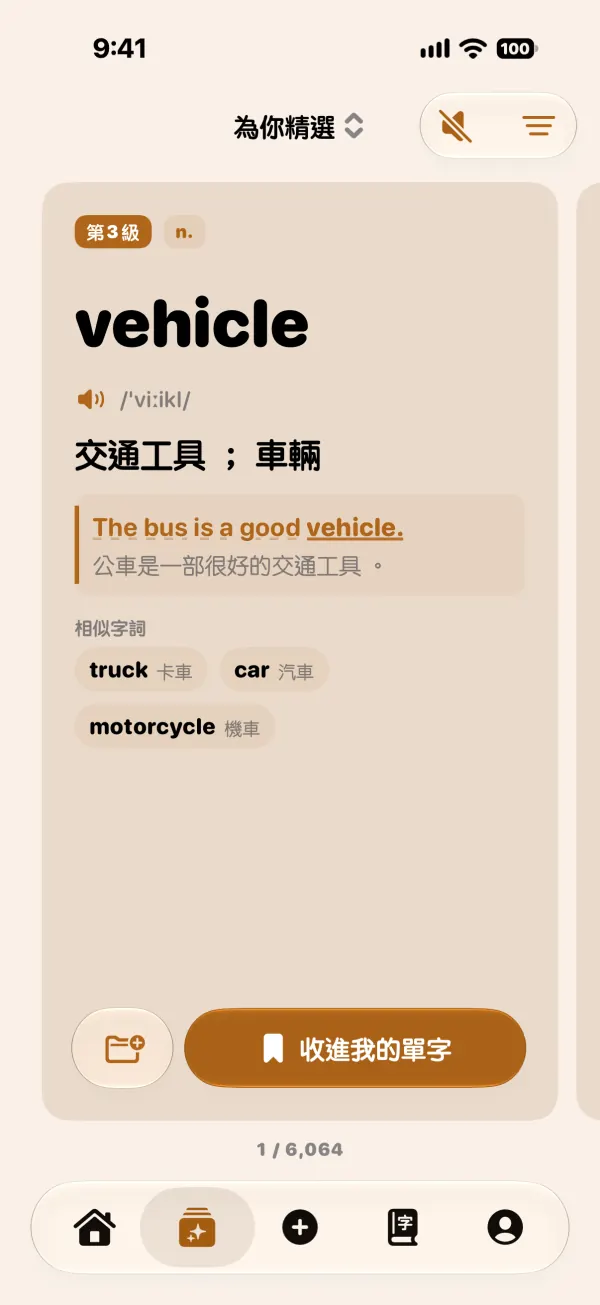 9:41
100
為你精選
第3級 n.
vehicle
/ˈviːikl/
交通工具 ； 車輛
The bus is a good vehicle.
公車是一部很好的交通工具 。
相似字詞
truck 卡車 car 汽車
motorcycle 機車
收進我的單字
1 / 6,064
字